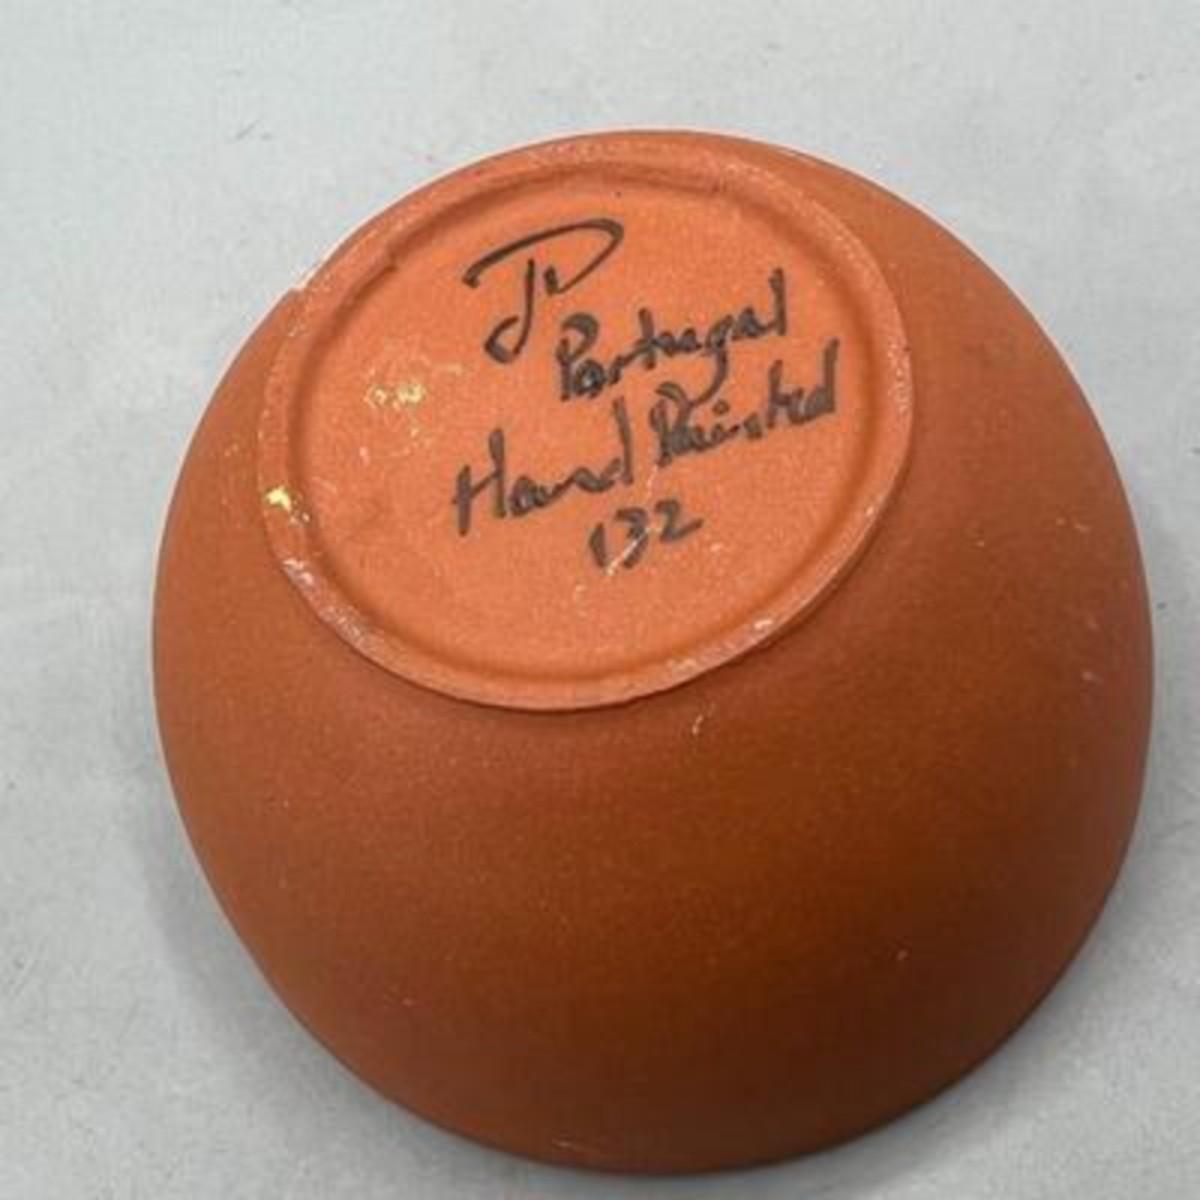 Portugal
Hand Painted
132